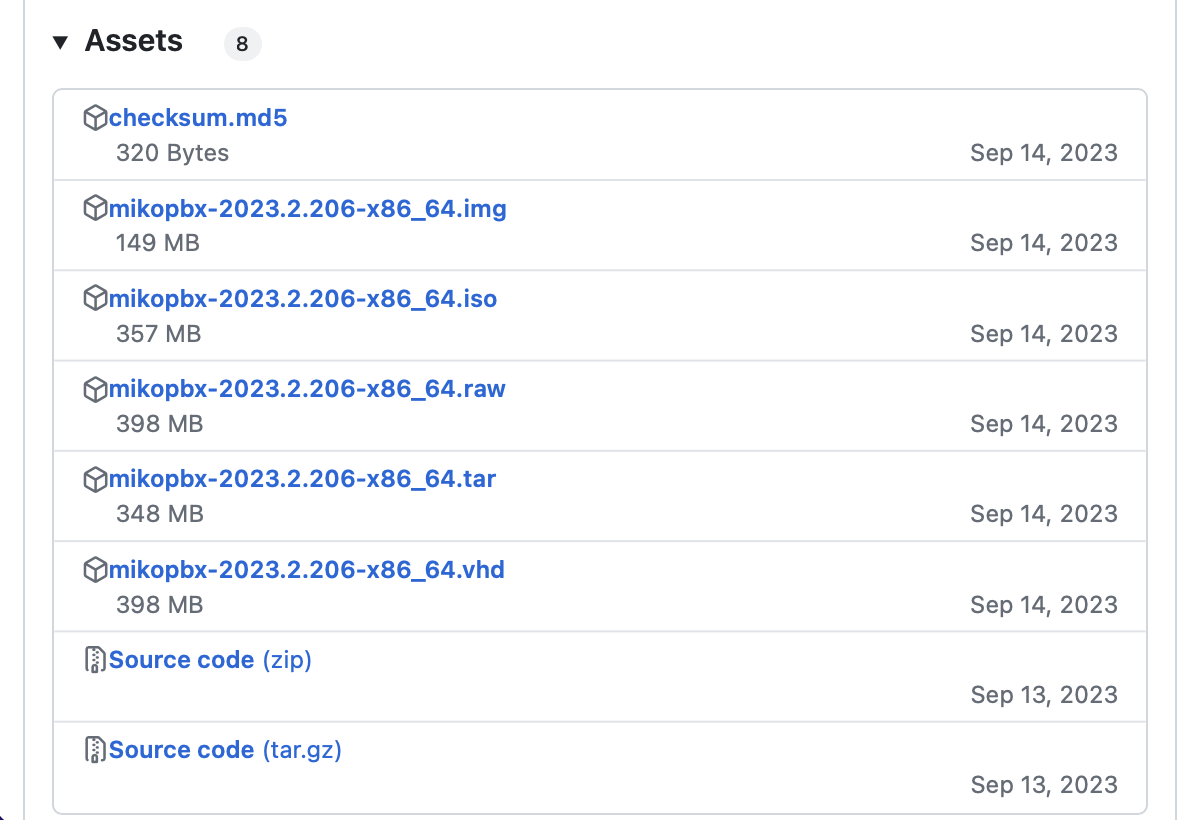 Assets 8
checksum.md5
320 Bytes Sep 14, 2023
mikopbx-2023.2.206-x86_64.img
149 MB Sep 14, 2023
mikopbx-2023.2.206-x86_64.iso
357 MB Sep 14, 2023
mikopbx-2023.2.206-x86_64.raw
398 MB Sep 14, 2023
mikopbx-2023.2.206-x86_64.tar
348 MB Sep 14, 2023
mikopbx-2023.2.206-x86_64.vhd
398 MB Sep 14, 2023
Source code (zip)
Sep 13, 2023
Source code (tar.gz)
Sep 13, 2023